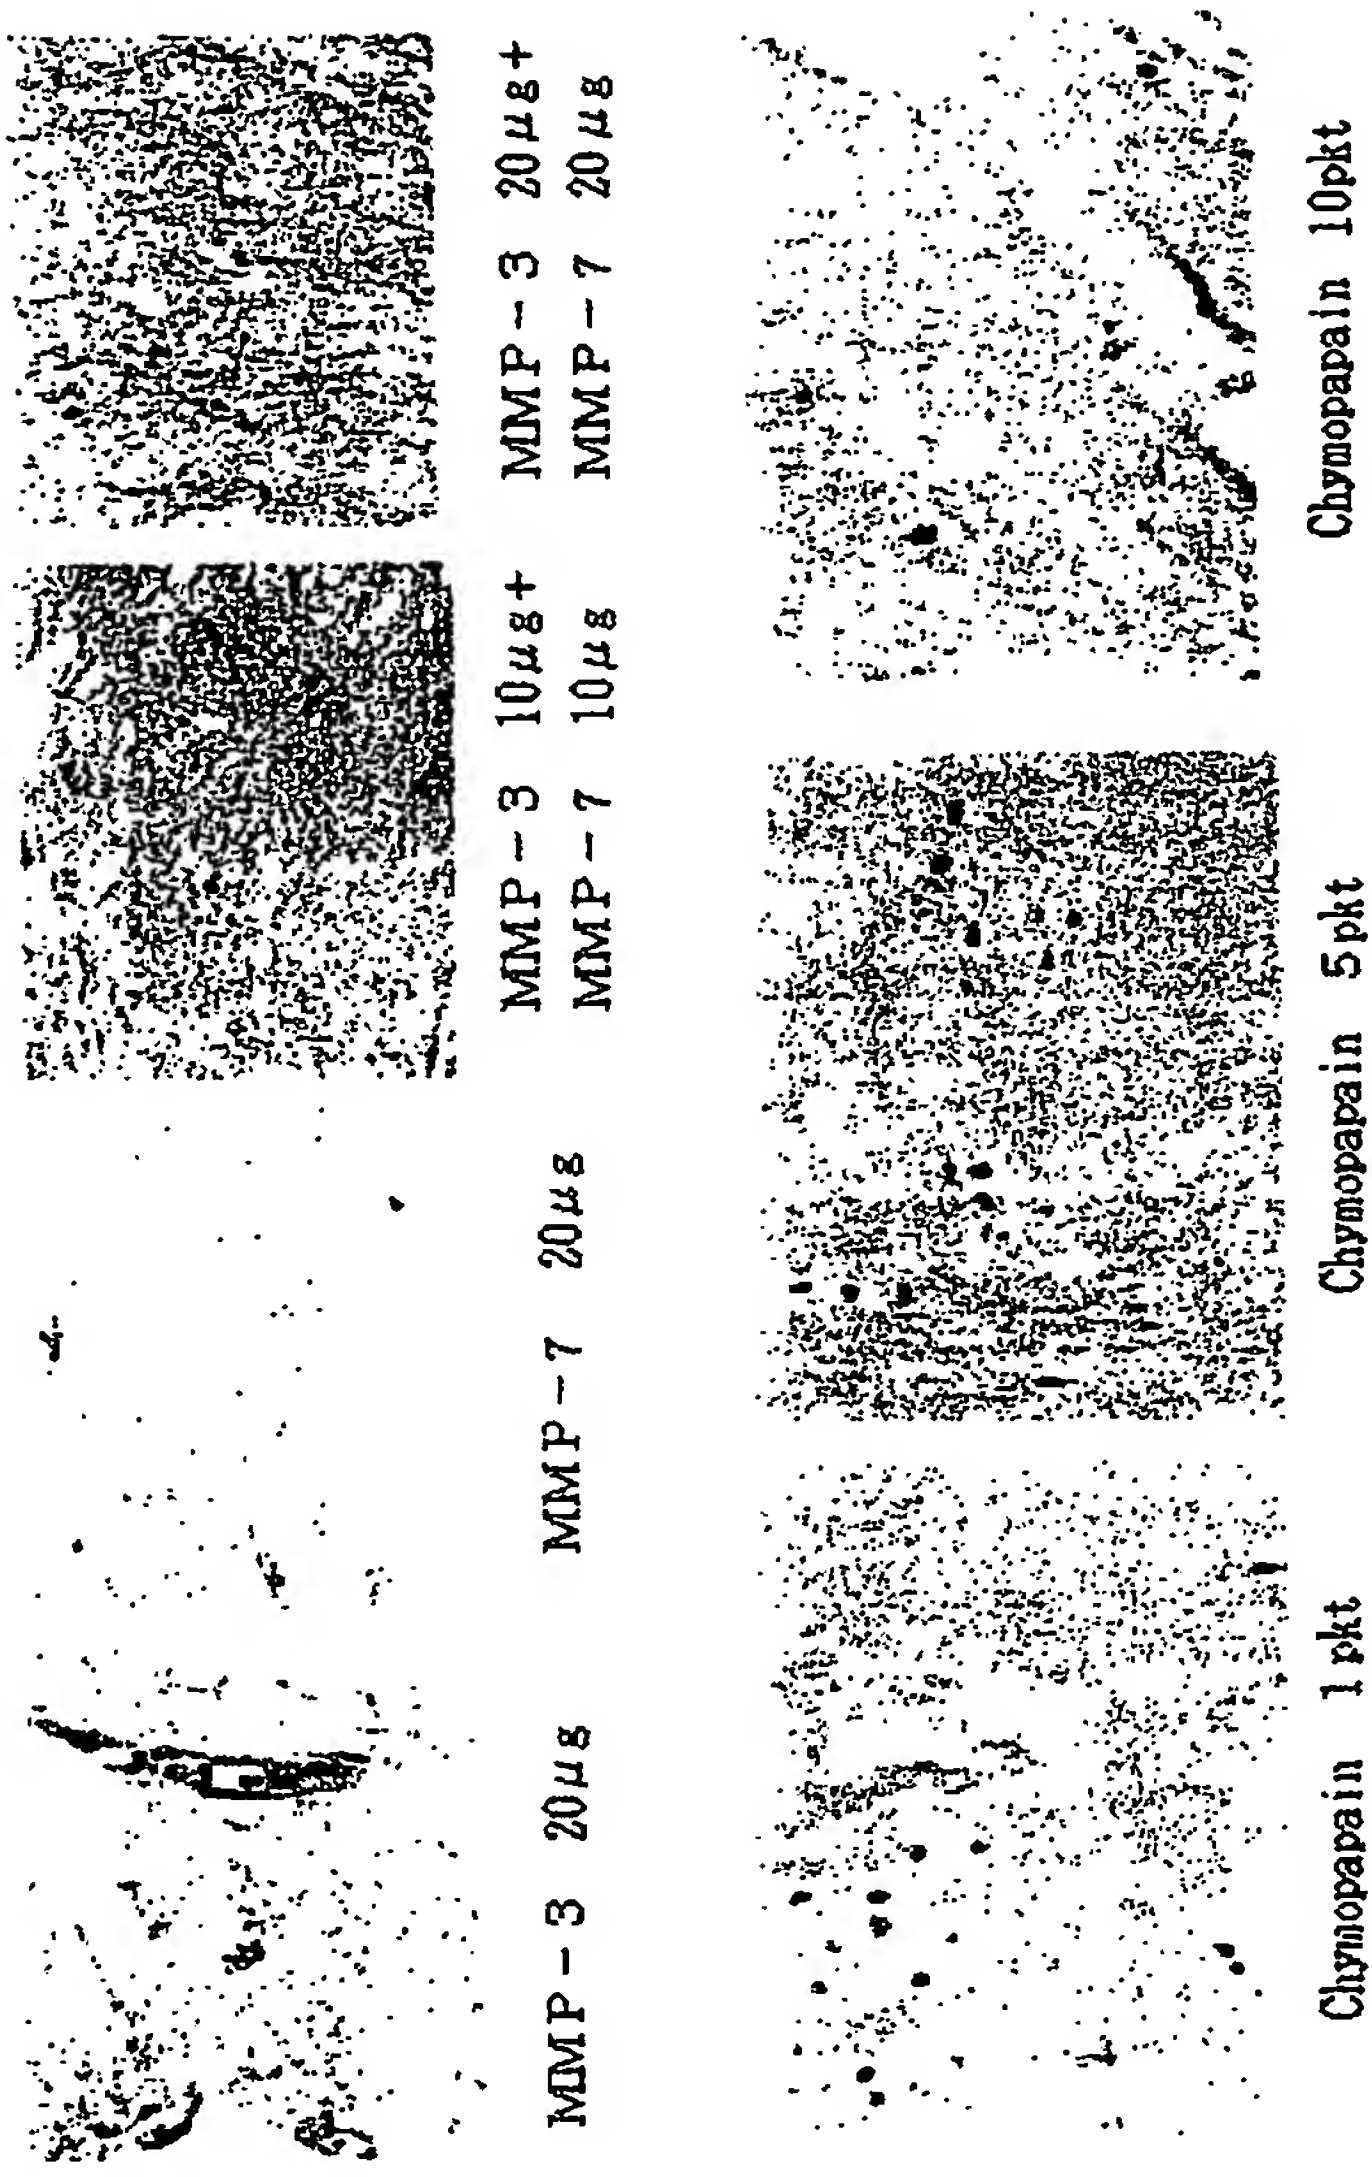 MMP-3 20μg
MMP-7 20μg
MMP-3 10μg+
MMP-7 10μg
MMP-3 20μg+
MMP-7 20μg
Chymopapain 1pkt
Chymopapain 5pkt
Chymopapain 10pkt